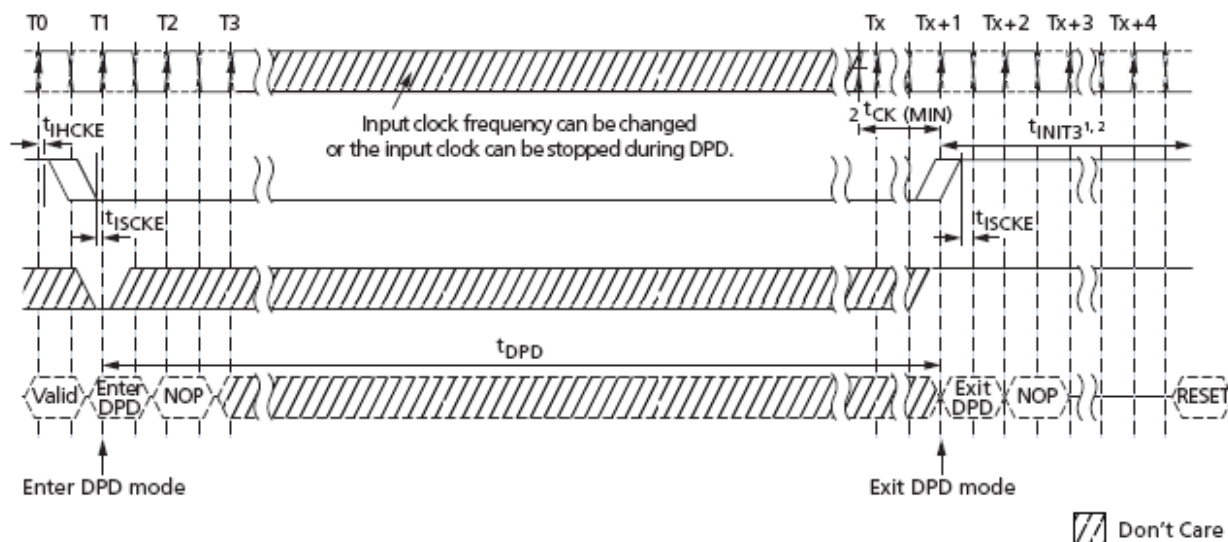 T0 T1 T2 T3 Tx Tx+1 Tx+2 Tx+3 Tx+4
tIHCKE
2 tCK (MIN)
tINIT3 1, 2
Input clock frequency can be changed
or the input clock can be stopped during DPD.
tISCKE
tISCKE
tDPD
Valid Enter DPD NOP Exit DPD NOP RESET
Enter DPD mode
Exit DPD mode
Don't Care